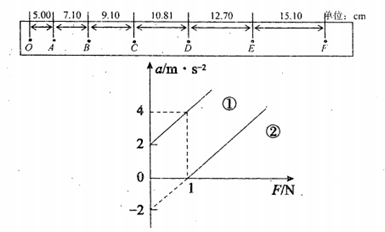 5.00 7.10 9.10 10.81 12.70 15.10 单位：cm
O A B C D E F
a/m·s⁻²
4 ①
②
2
0 1 F/N
-2